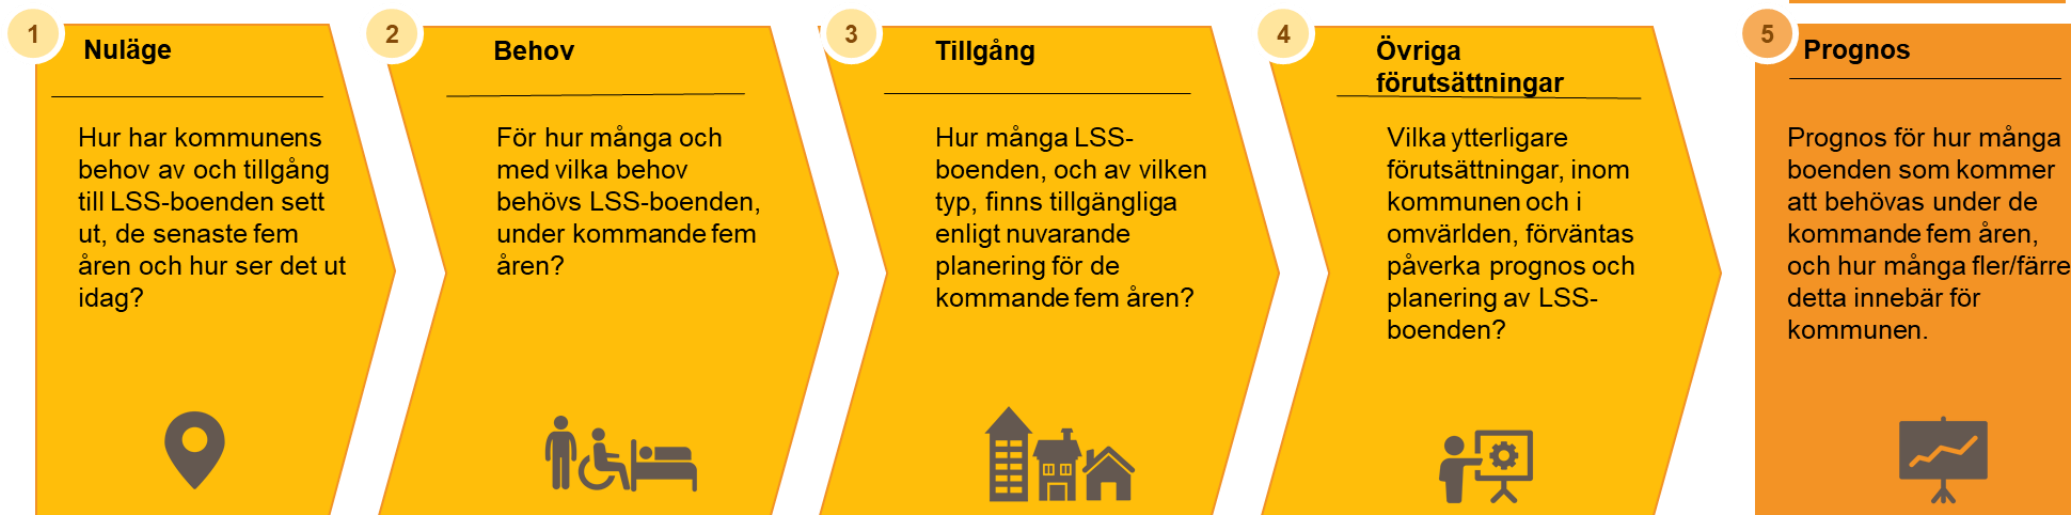 1
Nuläge
Hur har kommunens
behov av och tillgång
till LSS-boenden sett
ut, de senaste fem
åren och hur ser det ut
idag?
2
Behov
För hur många och
med vilka behov
behövs LSS-boenden,
under kommande fem
åren?
3
Tillgång
Hur många LSS-
boenden, och av vilken
typ, finns tillgängliga
enligt nuvarande
planering för de
kommande fem åren?
4
Övriga
förutsättningar
Vilka ytterligare
förutsättningar, inom
kommunen och i
omvärlden, förväntas
påverka prognos och
planering av LSS-
boenden?
5
Prognos
Prognos för hur många
boenden som kommer
att behövas under de
kommande fem åren,
och hur många fler/färre
detta innebär för
kommunen.